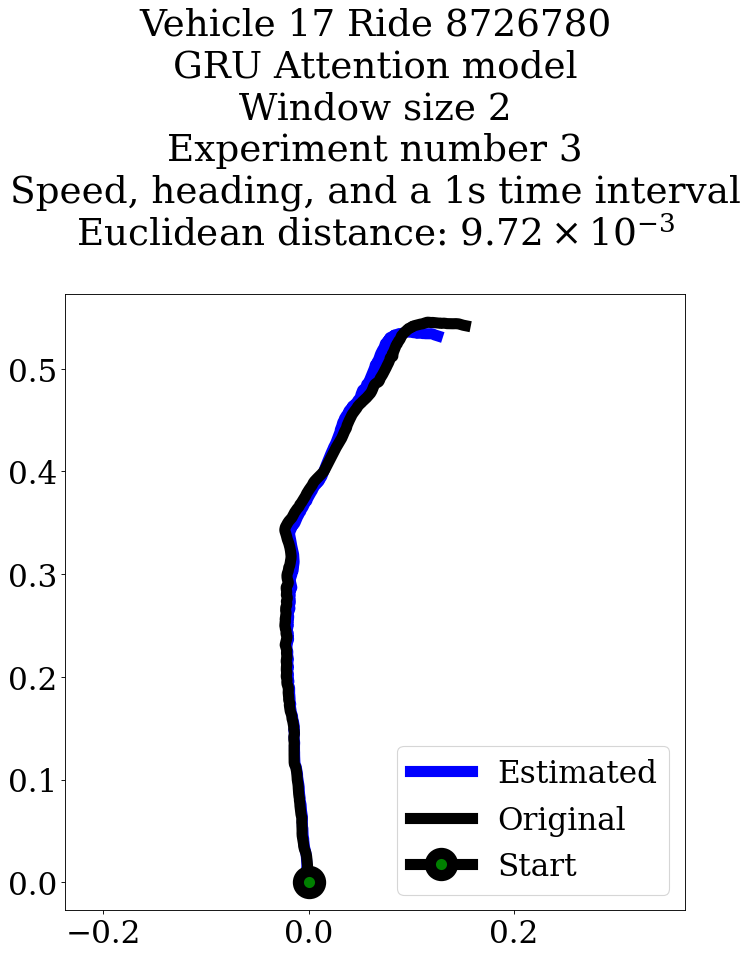 Vehicle 17 Ride 8726780
GRU Attention model
Window size 2
Experiment number 3
Speed, heading, and a 1s time interval
Euclidean distance: 9.72 × 10⁻³
0.5
0.4
0.3
0.2
0.1
0.0
−0.2 0.0 0.2
Estimated
Original
Start